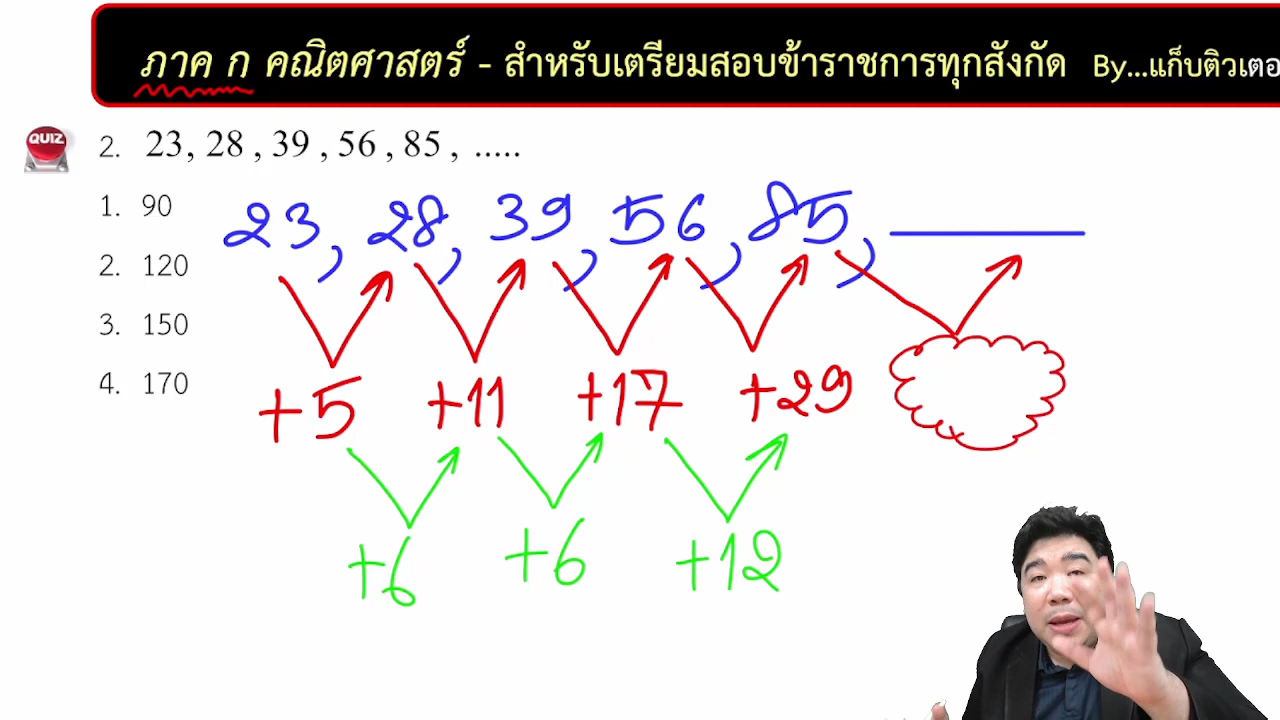 ภาค ก คณิตศาสตร์ - สำหรับเตรียมสอบข้าราชการทุกสังกัด By...แก็บติวเตอ
QUIZ
2. 23, 28 , 39 , 56 , 85 , .....
1. 90
2. 120
3. 150
4. 170
23, 28, 39, 56, 85,
+5 +11 +17 +29
+6 +6 +12